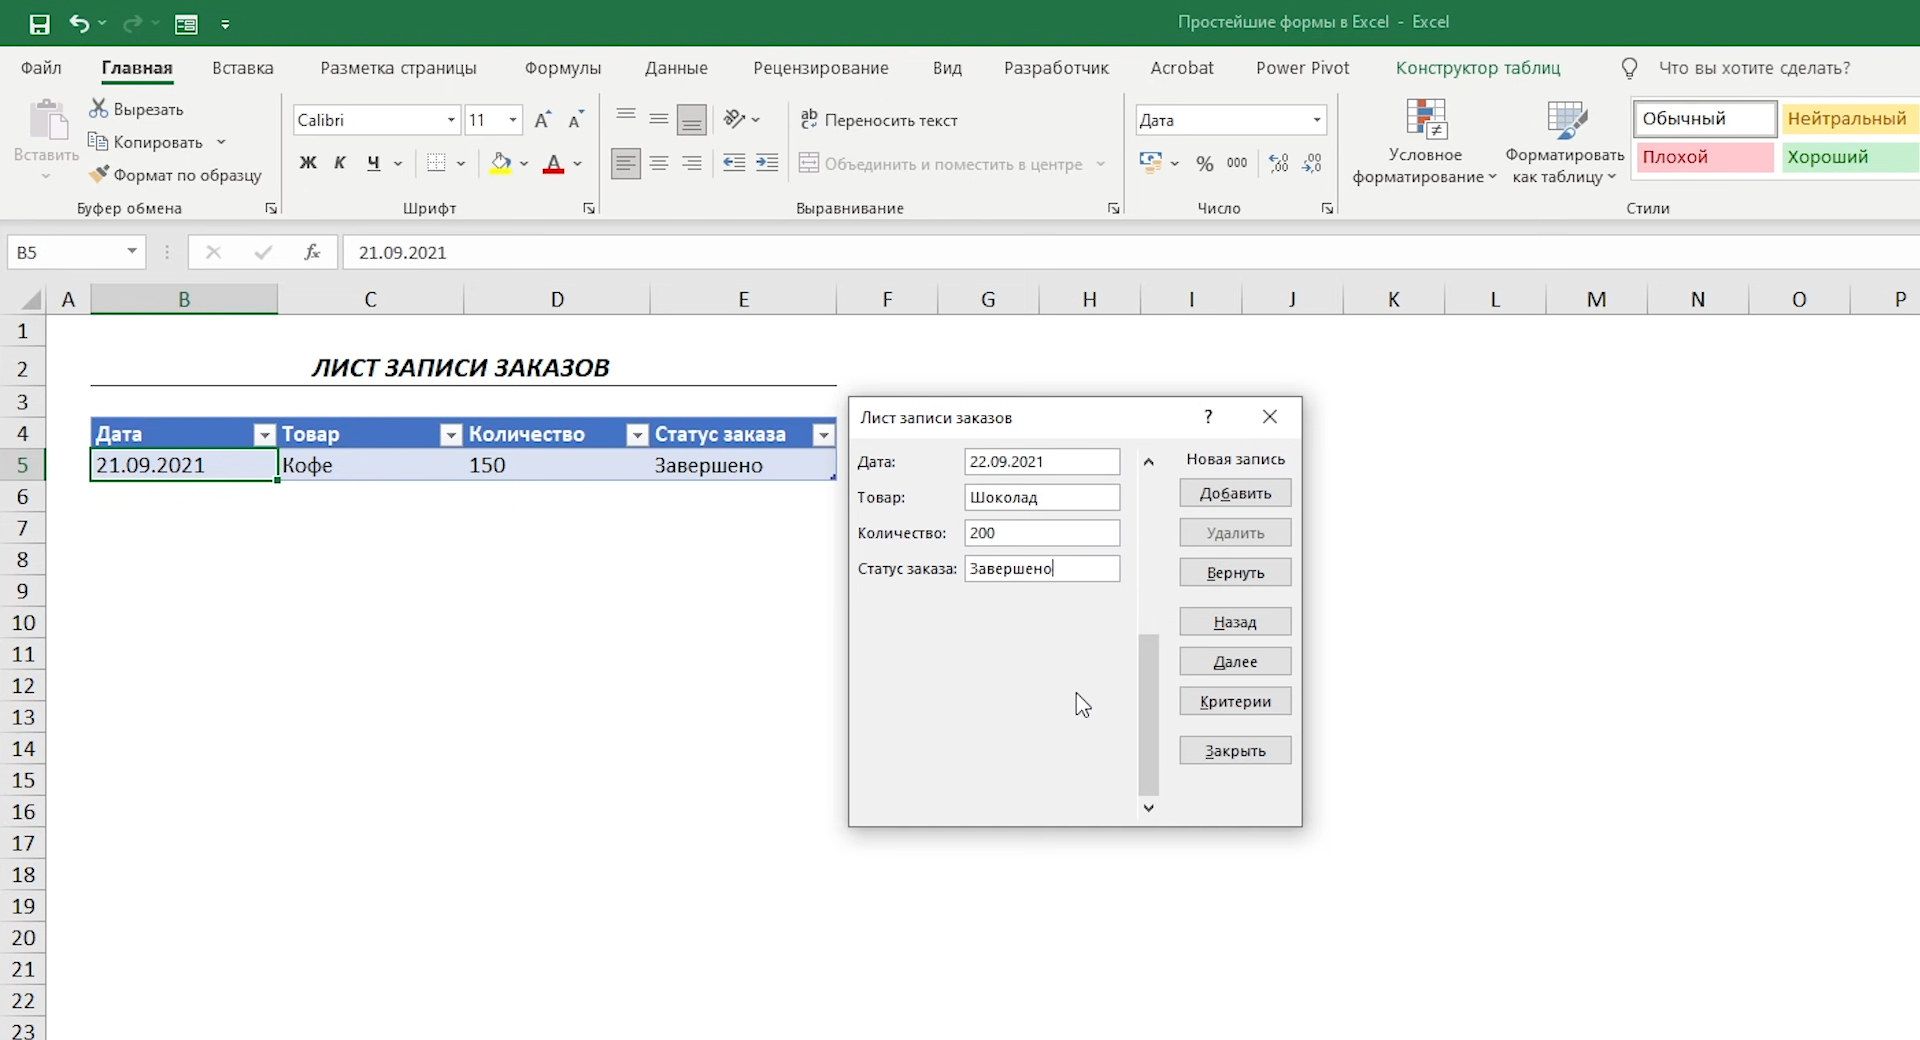 Простейшие формы в Excel - Excel
Файл Главная Вставка Разметка страницы Формулы Данные Рецензирование Вид Разработчик Acrobat Power Pivot Конструктор таблиц Что вы хотите сделать?
Вставить
Вырезать
Копировать
Формат по образцу
Буфер обмена
Calibri 11
Ж К Ч А
Шрифт
Переносить текст
Объединить и поместить в центре
Выравнивание
Дата
% 000
Число
Условное форматирование
Форматировать как таблицу
Обычный Нейтральный
Плохой Хороший
Стили
B5 fx 21.09.2021
A B C D E F G H I J K L M N O P
1
2 ЛИСТ ЗАПИСИ ЗАКАЗОВ
3
4 Дата Товар Количество Статус заказа
5 21.09.2021 Кофе 150 Завершено
6
7
8
9
10
11
12
13
14
15
16
17
18
19
20
21
22
23
Лист записи заказов ?
Дата: 22.09.2021
Товар: Шоколад
Количество: 200
Статус заказа: Завершено
Новая запись
Добавить
Удалить
Вернуть
Назад
Далее
Критерии
Закрыть